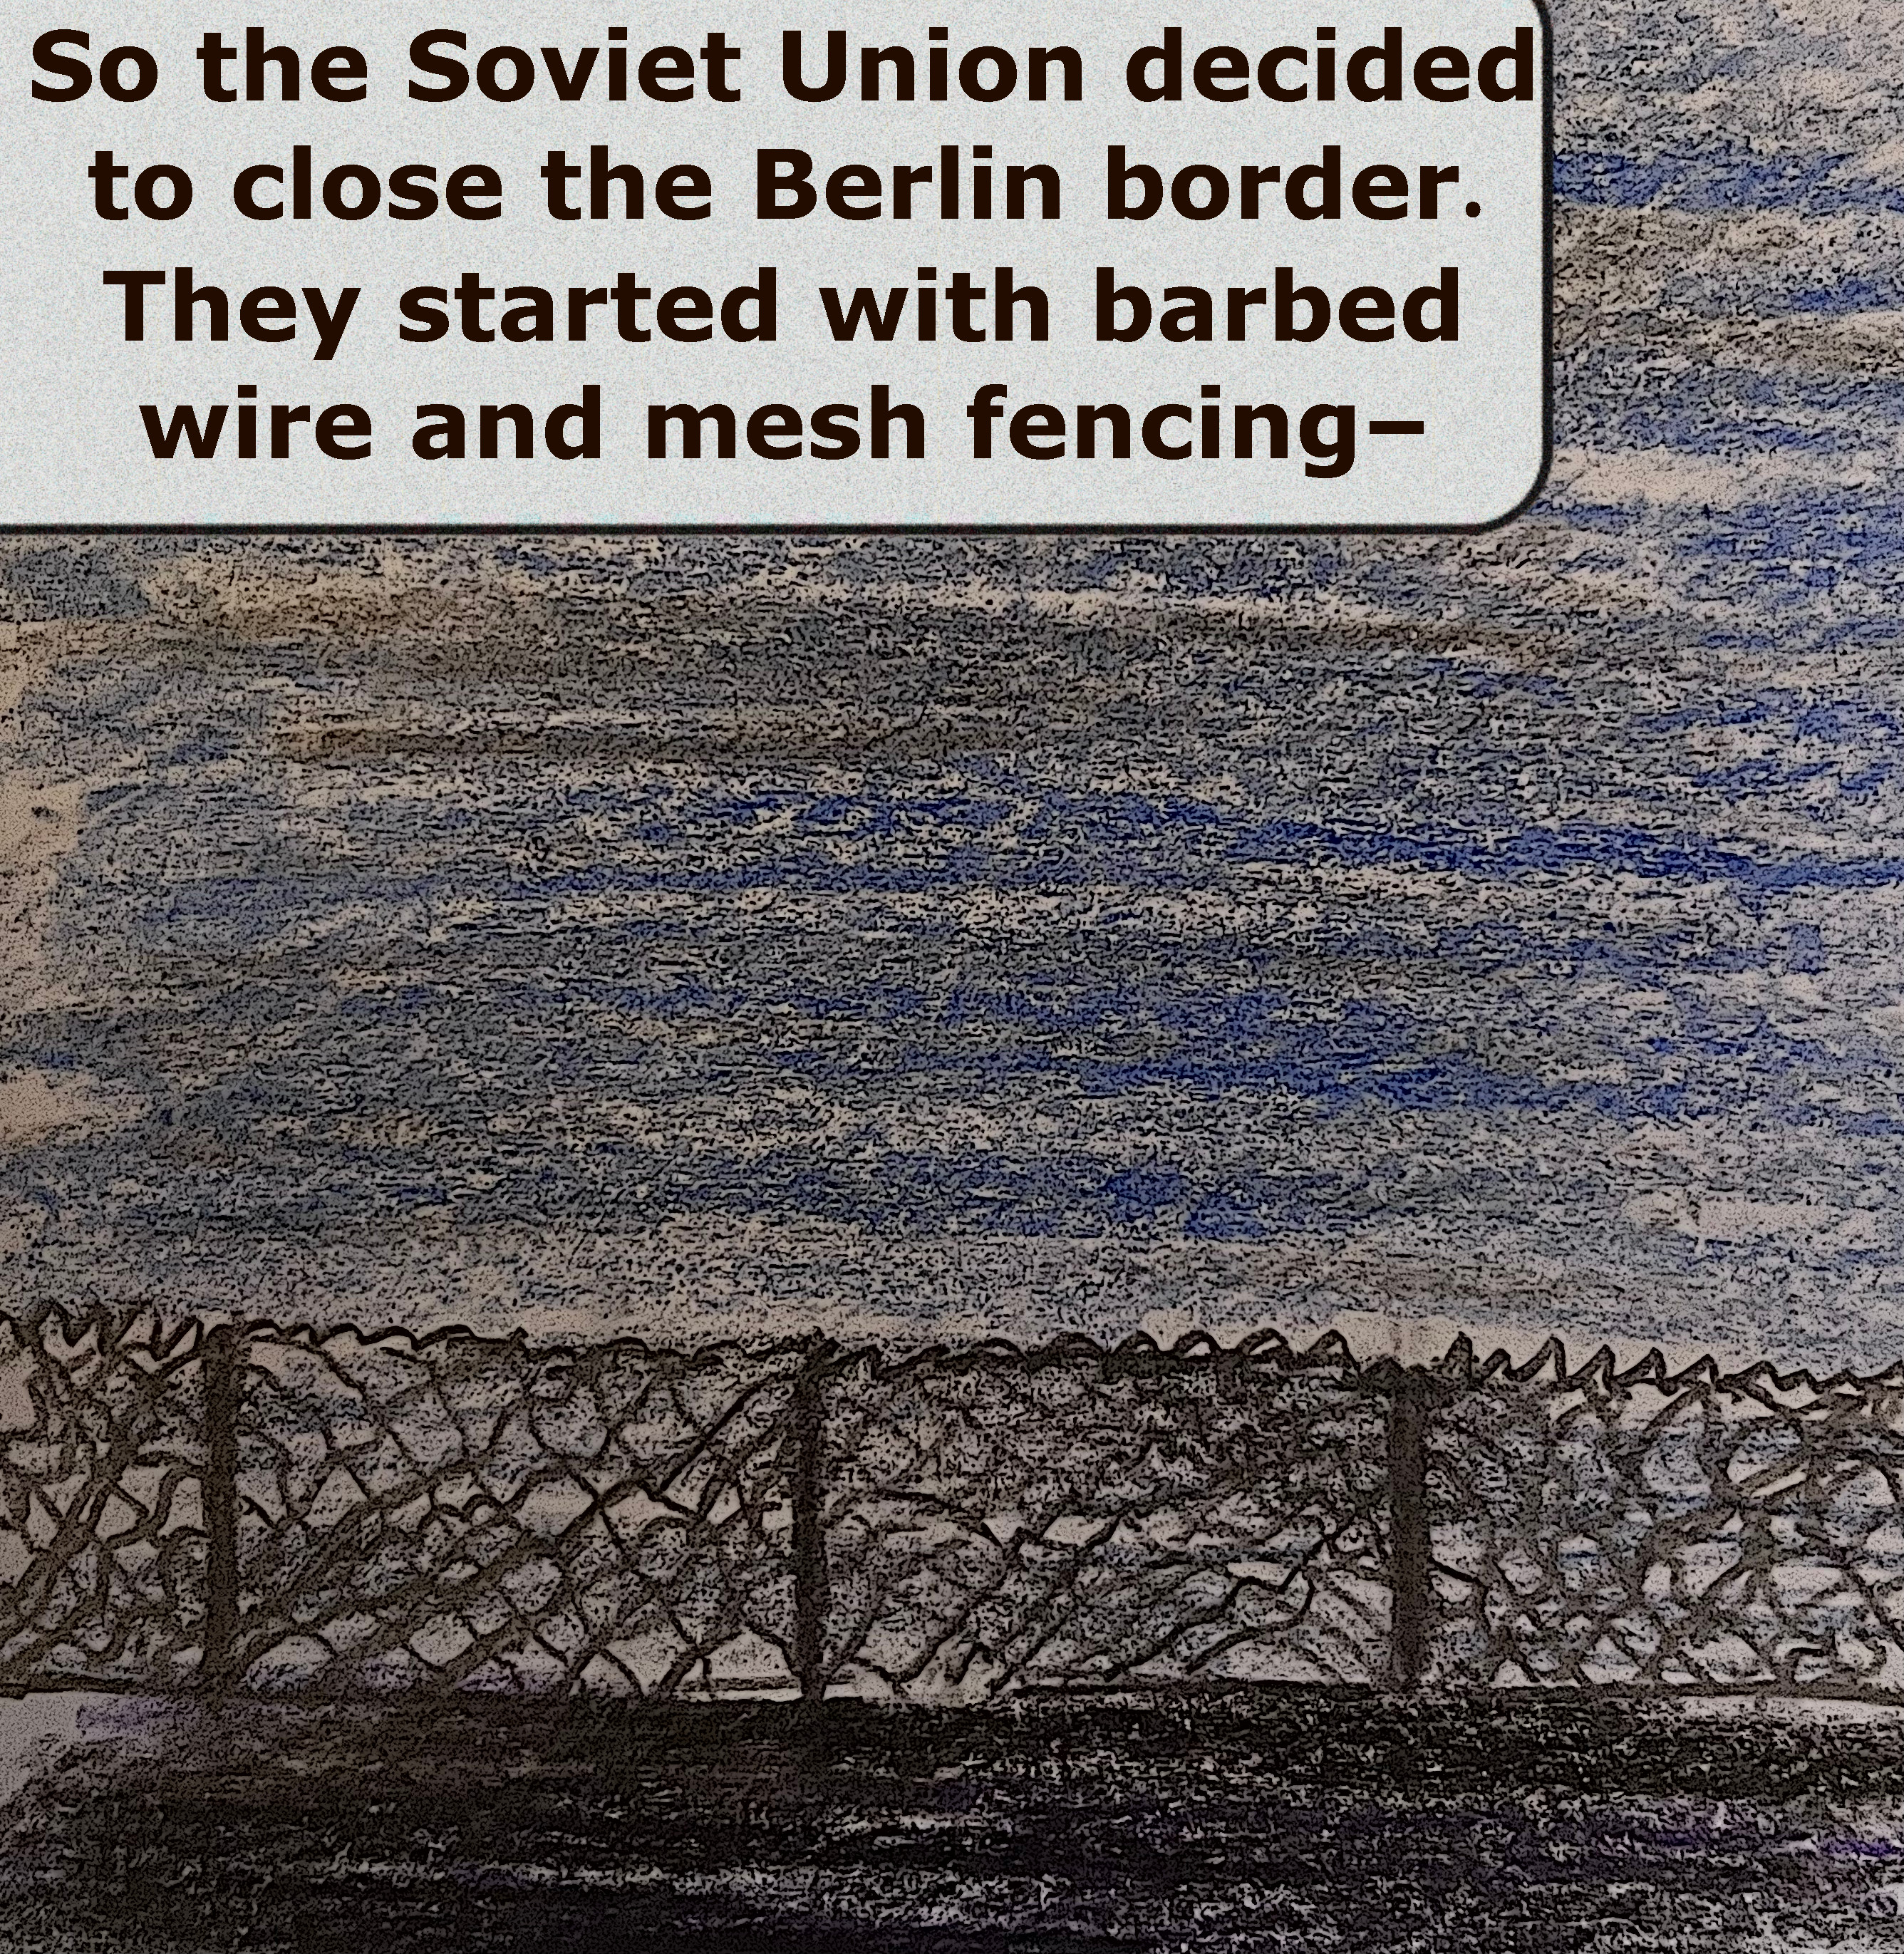 So the Soviet Union decided
to close the Berlin border.
They started with barbed
wire and mesh fencing–